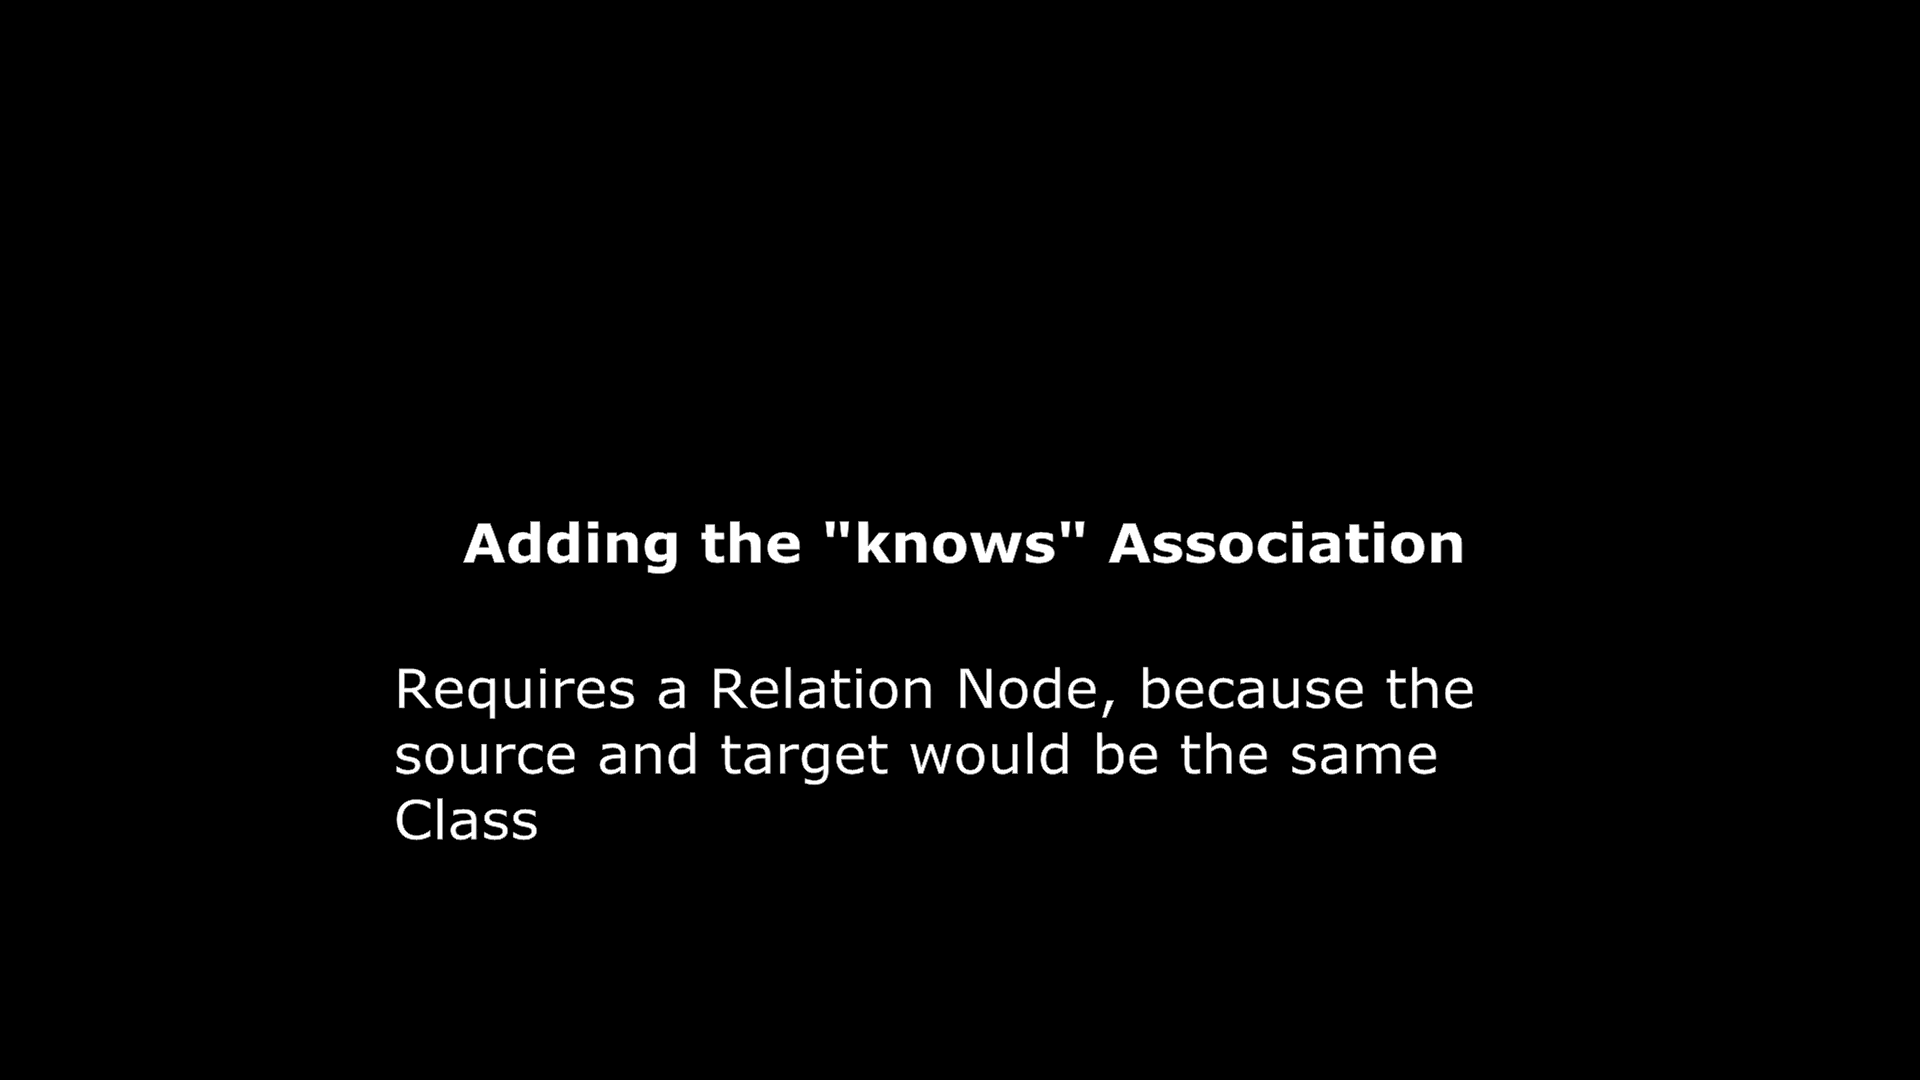 Adding the "knows" Association
Requires a Relation Node, because the
source and target would be the same
Class